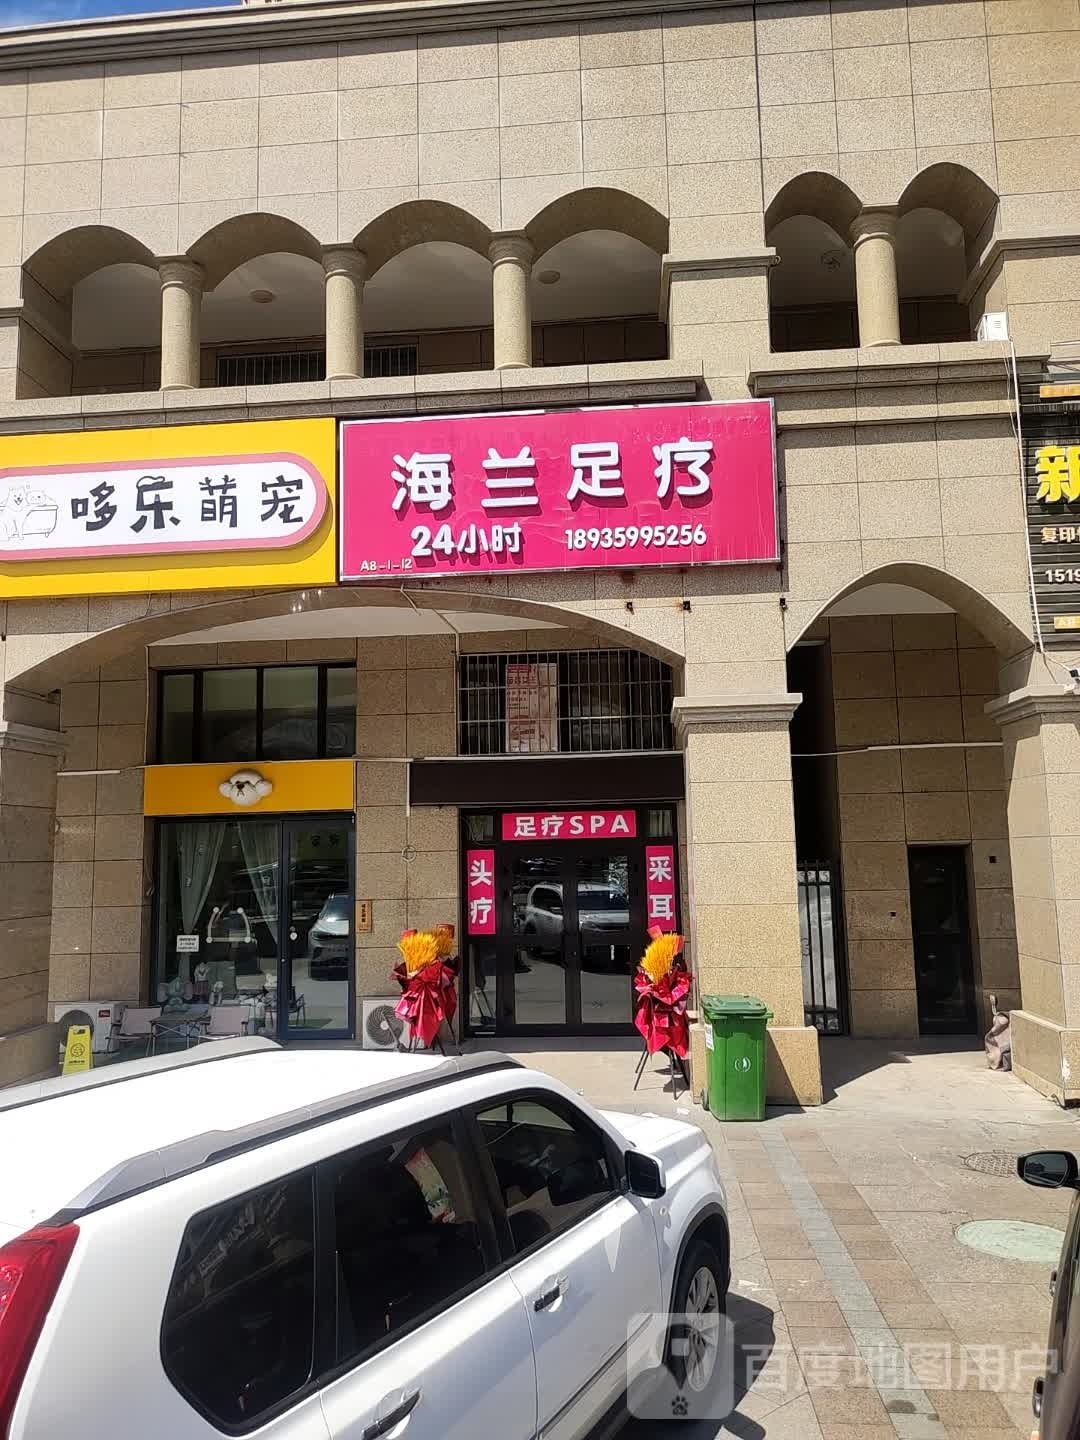 哆乐萌宠
海兰足疗
24小时 18935995256
A8-1-12
新
复印
1519
足疗SPA
头疗
采耳
百度地图用户